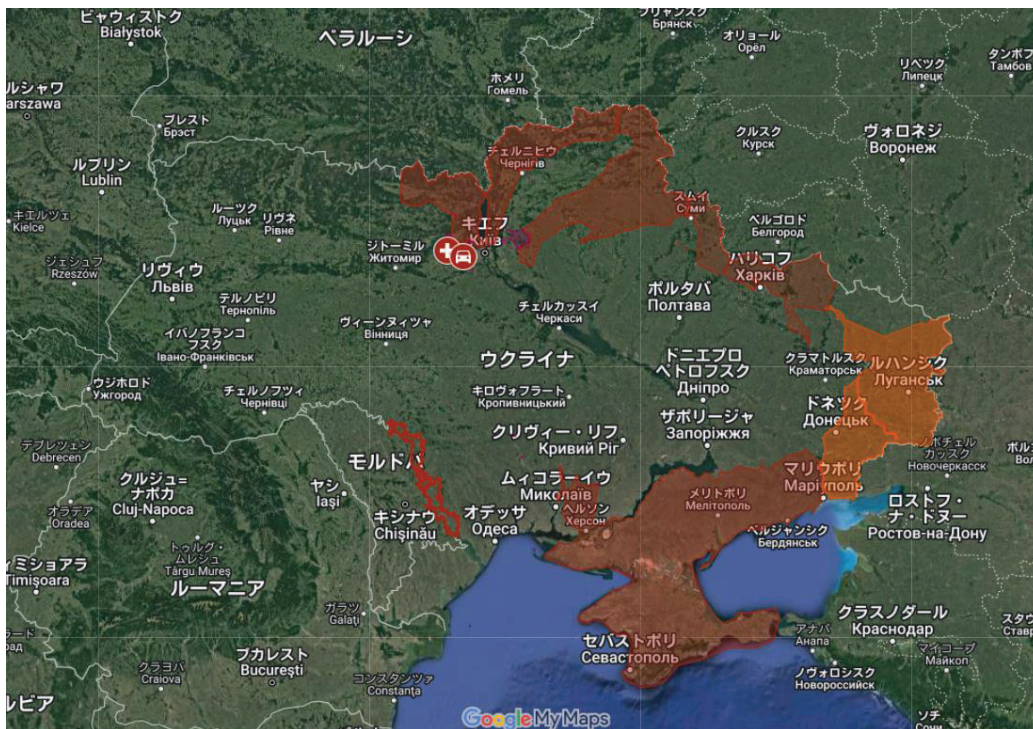 ビャウィストク
Białystok
ベラルーシ
ブリャンスク
Брянск
オリョール
Орёл
タンボフ
Тамбов
リペツク
Липецк
ルシャワ
arszawa
ホメリ
Гомель
ブレスト
Брэст
クルスク
Курск
ヴォロネジ
Воронеж
チェルニヒウ
Чернігів
ルブリン
Lublin
キエルツェ
Kielce
ルーツク
Луцьк
リヴネ
Рівне
スムイ
Суми
ベルゴロド
Белгород
キエフ
Київ
ジトーミル
Житомир
ジェシュフ
Rzeszów
リヴィウ
Львів
ハリコフ
Харків
テルノピリ
Тернопіль
ポルタバ
Полтава
チェルカッスイ
Черкаси
ヴィーンヌィツャ
Вінниця
イバノフランコ
フスク
Івано-Франківськ
ウクライナ
ドニエプロ
ペトロフスク
Дніпро
クラマトルスク
Краматорськ
ルハンシク
Луганськ
ウジホロド
Ужгород
チェルノフツィ
Чернівці
キロヴォフラート
Кропивницький
ドネツク
Донецьк
ザポリージャ
Запоріжжя
デブレツェン
Debrecen
クリヴィー・リフ
Кривий Ріг
ノボチェル
カッスク
Новочеркасск
モルドバ
クルジュ=
ナポカ
Cluj-Napoca
ヤシ
Iași
ムィコラーイウ
Миколаїв
マリウポリ
Маріуполь
メリトポリ
Мелітополь
オラデア
Oradea
キシナウ
Chișinău
オデッサ
Одеса
ヘルソン
Херсон
ベルジャンシク
Бердянськ
ロストフ・
ナ・ドヌー
Ростов-на-Дону
トゥルグ・
ムレシュ
Târgu Mureș
ィミショアラ
Timișoara
ルーマニア
ガラツ
Galați
セバストポリ
Севастополь
クラスノダール
Краснодар
アナパ
Анапа
マイコープ
Майкоп
スタウ
Став
ブカレスト
București
クラヨバ
Craiova
コンスタンツァ
Constanța
ノヴォロシスク
Новороссийск
ソチ
Сочи
ルビア
Google My Maps